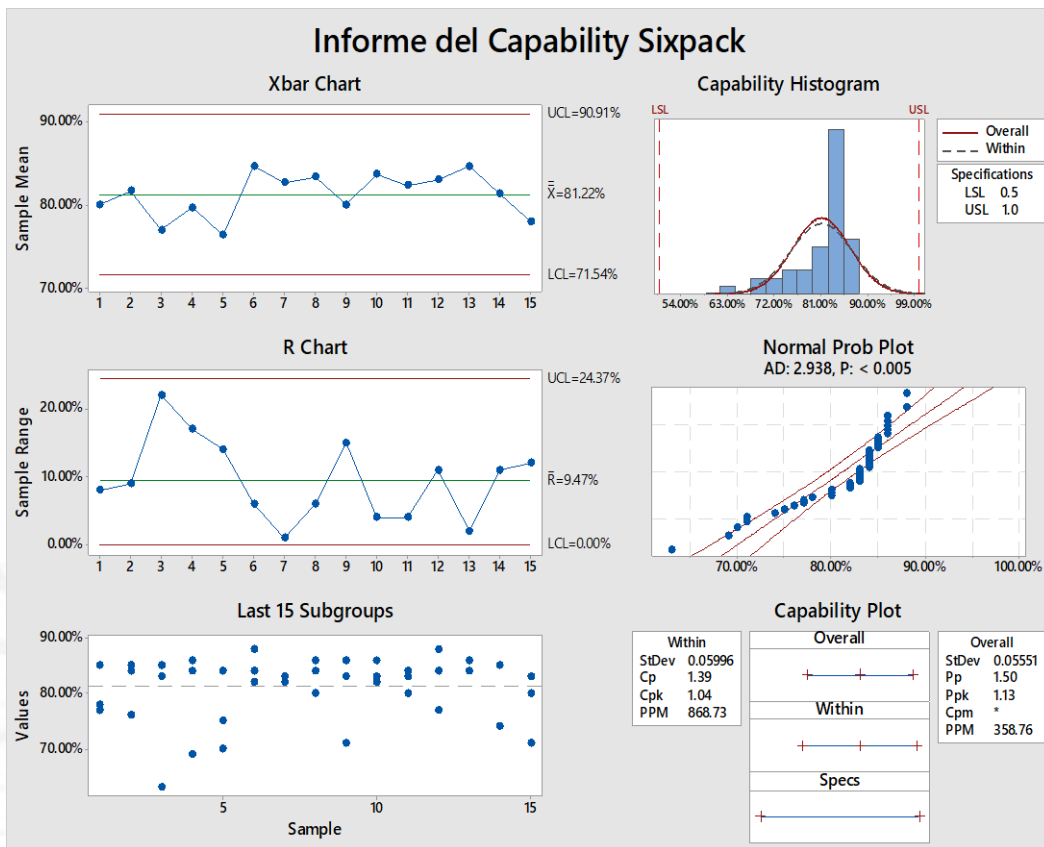 Informe del Capability Sixpack
Xbar Chart
Sample Mean
90.00%
80.00%
70.00%
1 2 3 4 5 6 7 8 9 10 11 12 13 14 15
UCL=90.91%
X̿=81.22%
LCL=71.54%
R Chart
Sample Range
20.00%
10.00%
0.00%
1 2 3 4 5 6 7 8 9 10 11 12 13 14 15
UCL=24.37%
R̅=9.47%
LCL=0.00%
Last 15 Subgroups
Values
90.00%
80.00%
70.00%
5 10 15
Sample
Capability Histogram
LSL USL
54.00% 63.00% 72.00% 81.00% 90.00% 99.00%
Overall
Within
Specifications
LSL 0.5
USL 1.0
Normal Prob Plot
AD: 2.938, P: < 0.005
70.00% 80.00% 90.00% 100.00%
Capability Plot
Within
StDev 0.05996
Cp 1.39
Cpk 1.04
PPM 868.73
Overall
Within
Specs
Overall
StDev 0.05551
Pp 1.50
Ppk 1.13
Cpm *
PPM 358.76